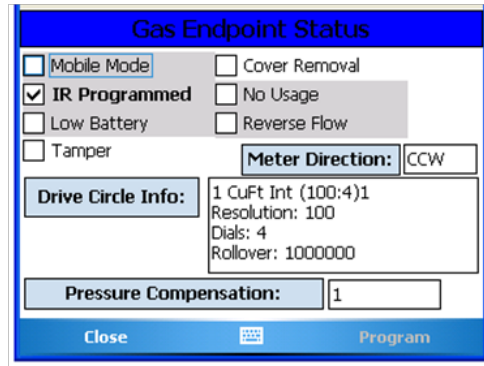 Gas Endpoint Status
Mobile Mode Cover Removal
IR Programmed No Usage
Low Battery Reverse Flow
Tamper Meter Direction: CCW
Drive Circle Info: 1 CuFt Int (100:4)1
Resolution: 100
Dials: 4
Rollover: 1000000
Pressure Compensation: 1
Close Program